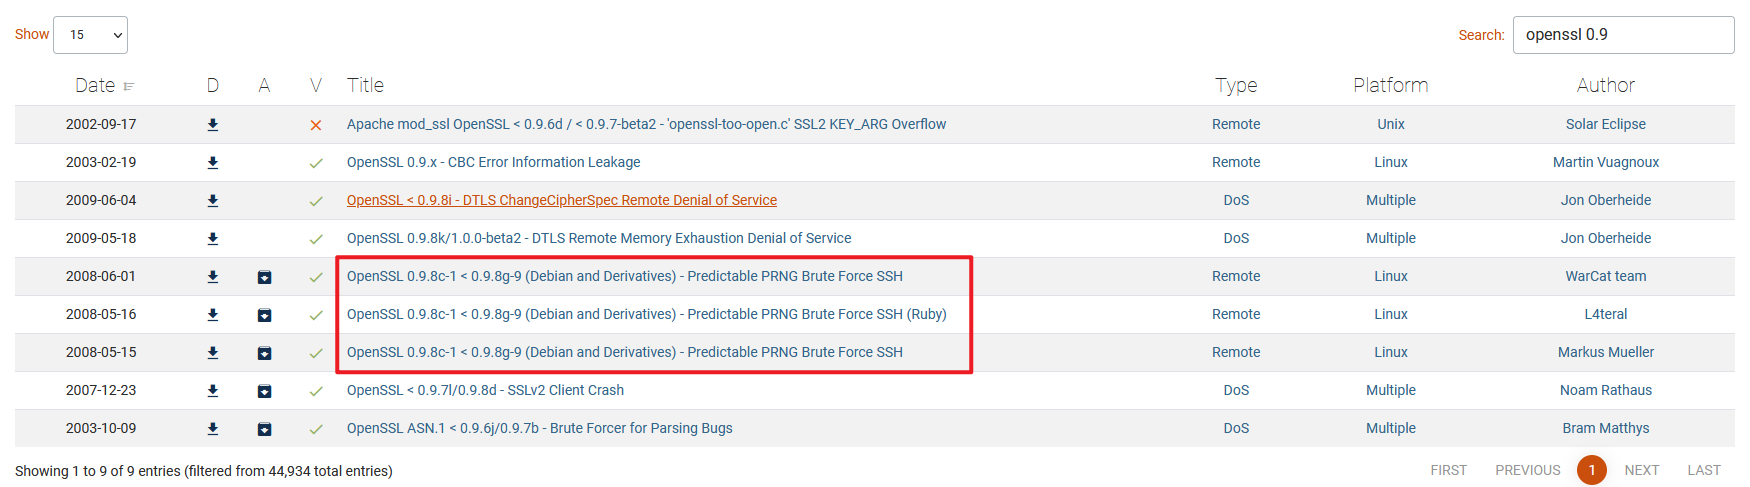 Show 15 Search: openssl 0.9
Date D A V Title Type Platform Author
2002-09-17 Apache mod_ssl OpenSSL < 0.9.6d / < 0.9.7-beta2 - 'openssl-too-open.c' SSL2 KEY_ARG Overflow Remote Unix Solar Eclipse
2003-02-19 OpenSSL 0.9.x - CBC Error Information Leakage Remote Linux Martin Vuagnoux
2009-06-04 OpenSSL < 0.9.8i - DTLS ChangeCipherSpec Remote Denial of Service DoS Multiple Jon Oberheide
2009-05-18 OpenSSL 0.9.8k/1.0.0-beta2 - DTLS Remote Memory Exhaustion Denial of Service DoS Multiple Jon Oberheide
2008-06-01 OpenSSL 0.9.8c-1 < 0.9.8g-9 (Debian and Derivatives) - Predictable PRNG Brute Force SSH Remote Linux WarCat team
2008-05-16 OpenSSL 0.9.8c-1 < 0.9.8g-9 (Debian and Derivatives) - Predictable PRNG Brute Force SSH (Ruby) Remote Linux L4teral
2008-05-15 OpenSSL 0.9.8c-1 < 0.9.8g-9 (Debian and Derivatives) - Predictable PRNG Brute Force SSH Remote Linux Markus Mueller
2007-12-23 OpenSSL < 0.9.7l/0.9.8d - SSLv2 Client Crash DoS Multiple Noam Rathaus
2003-10-09 OpenSSL ASN.1 < 0.9.6j/0.9.7b - Brute Forcer for Parsing Bugs DoS Multiple Bram Matthys
Showing 1 to 9 of 9 entries (filtered from 44,934 total entries) FIRST PREVIOUS 1 NEXT LAST